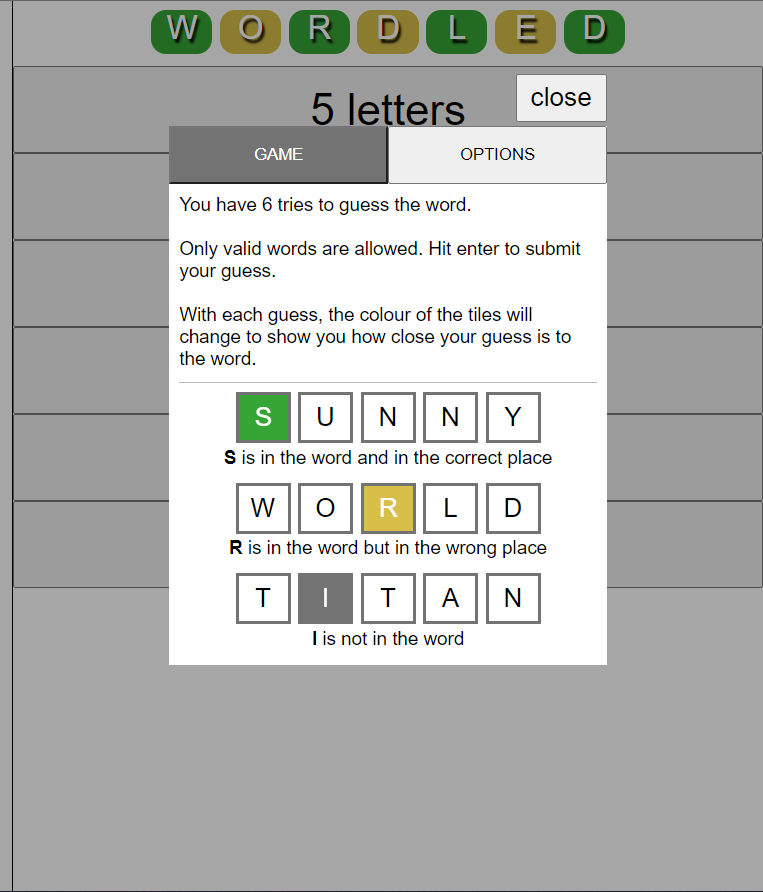 WORDLED
5 letters
close
GAME OPTIONS
You have 6 tries to guess the word.
Only valid words are allowed. Hit enter to submit
your guess.
With each guess, the colour of the tiles will
change to show you how close your guess is to
the word.
S U N N Y
S is in the word and in the correct place
W O R L D
R is in the word but in the wrong place
T I T A N
I is not in the word